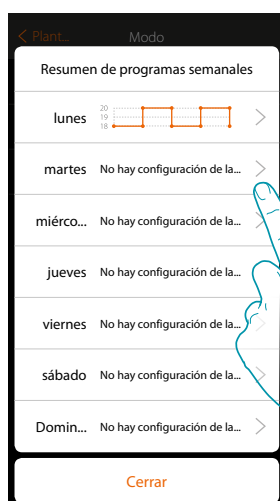 Plant... Modo
Resumen de programas semanales
lunes
20
19
18
martes No hay configuración de la...
miérco... No hay configuración de la...
jueves No hay configuración de la...
viernes No hay configuración de la...
sábado No hay configuración de la...
Domin... No hay configuración de la...
Cerrar